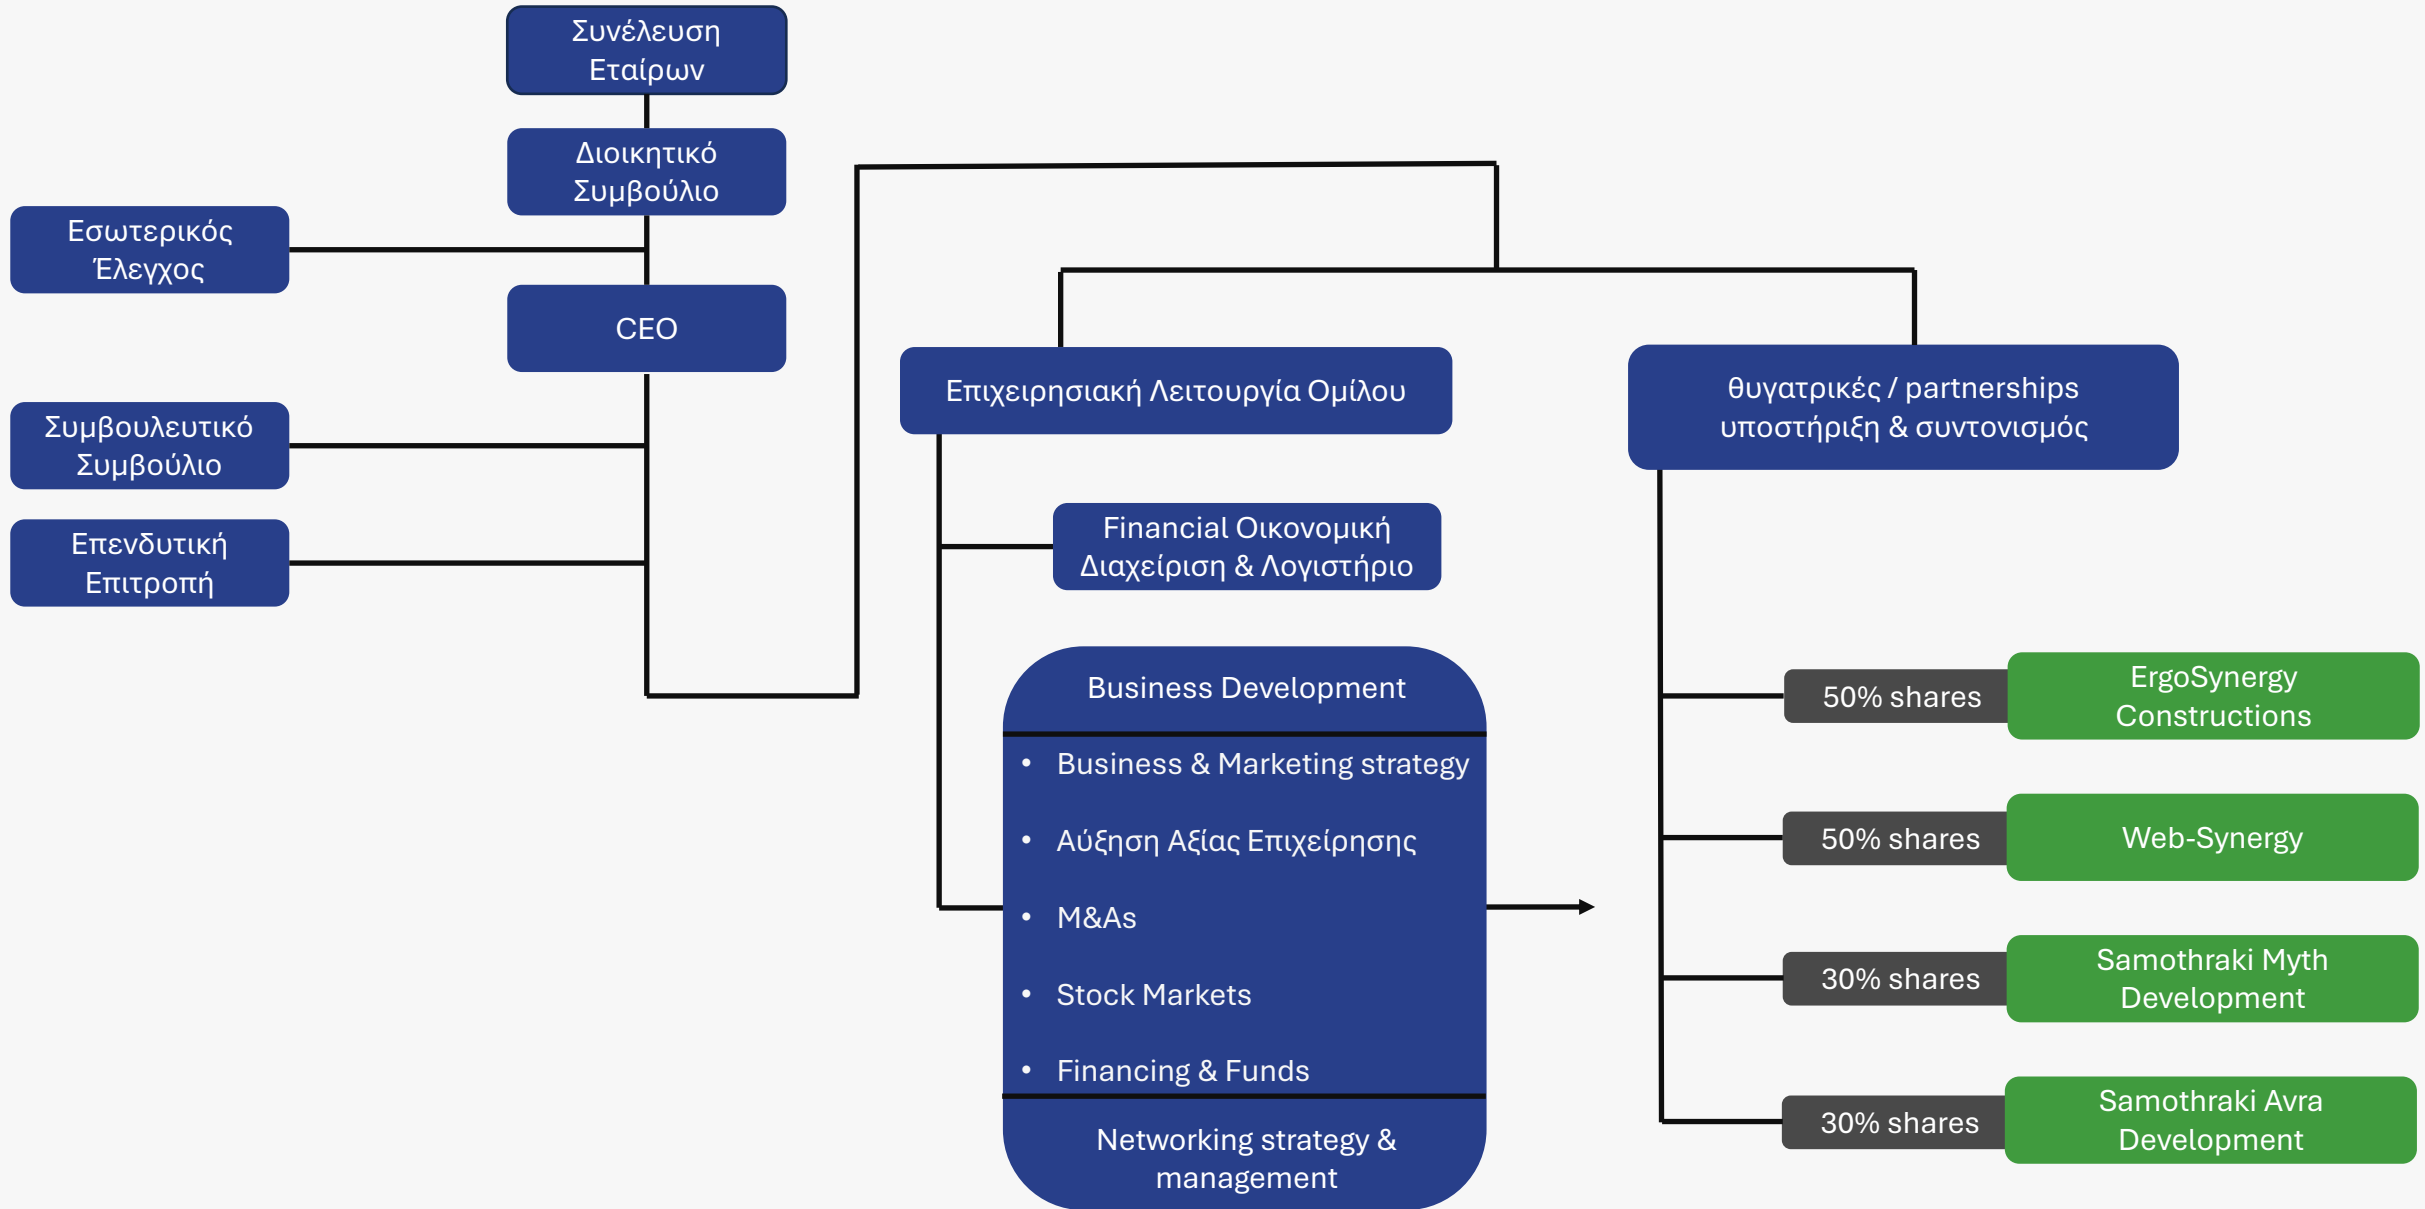 Συνέλευση
Εταίρων
Διοικητικό
Συμβούλιο
Εσωτερικός
Έλεγχος
CEO
Συμβουλευτικό
Συμβούλιο
Επενδυτική
Επιτροπή
Επιχειρησιακή Λειτουργία Ομίλου
Financial Οικονομική
Διαχείριση & Λογιστήριο
Business Development
• Business & Marketing strategy
• Αύξηση Αξίας Επιχείρησης
• M&As
• Stock Markets
• Financing & Funds
Networking strategy &
management
θυγατρικές / partnerships
υποστήριξη & συντονισμός
50% shares
ErgoSynergy
Constructions
50% shares
Web-Synergy
30% shares
Samothraki Myth
Development
30% shares
Samothraki Avra
Development